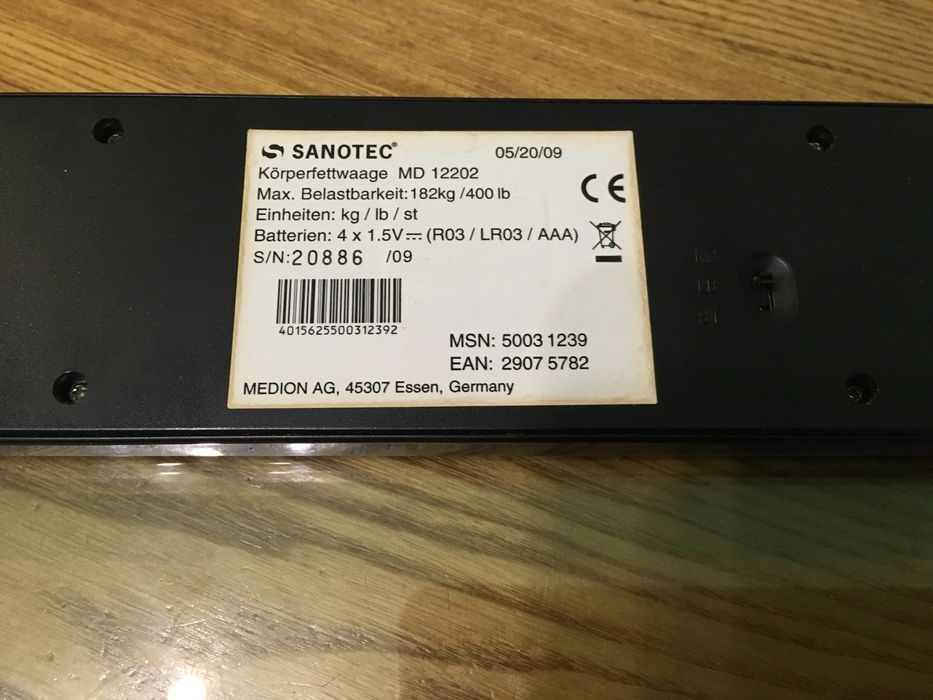 SANOTEC®
05/20/09
Körperfettwaage MD 12202
Max. Belastbarkeit: 182kg / 400 lb
Einheiten: kg / lb / st
Batterien: 4 x 1.5V⎓ (R03 / LR03 / AAA)
S/N: 20886 /09
CE
4015625500312392
MSN: 5003 1239
EAN: 2907 5782
MEDION AG, 45307 Essen, Germany
LB
ST